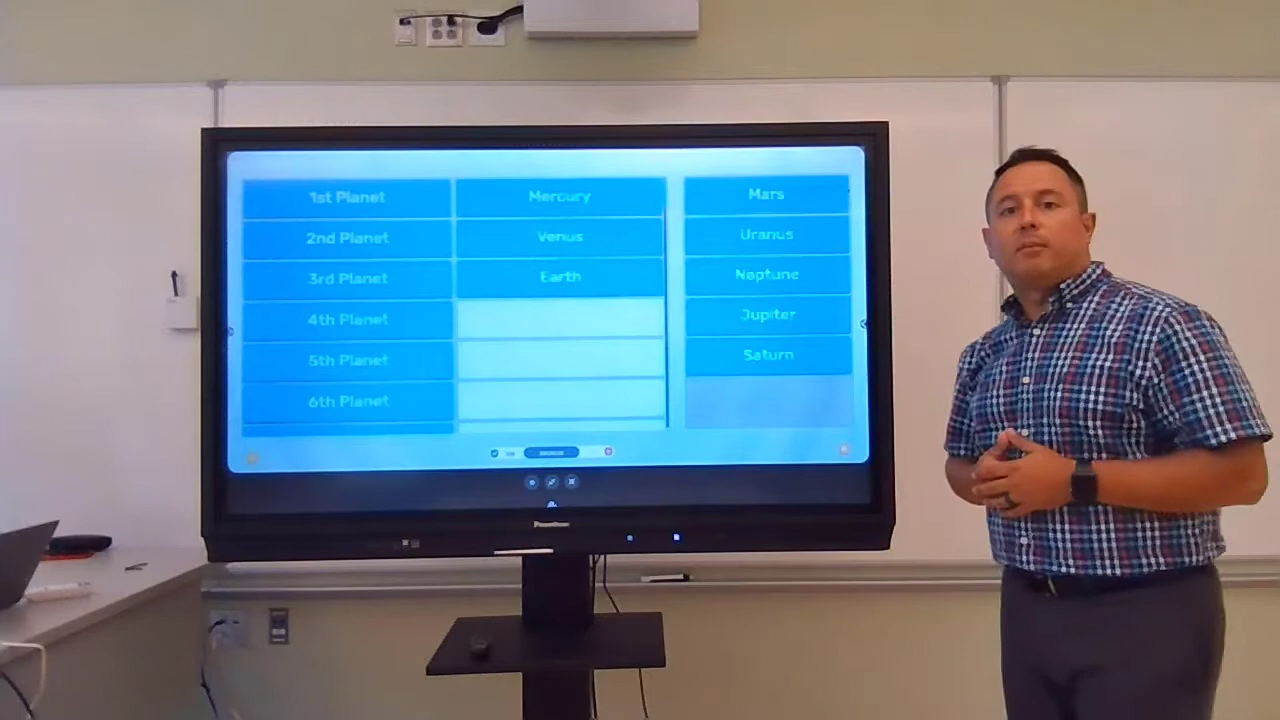 1st Planet Mercury Mars
2nd Planet Venus Uranus
3rd Planet Earth Neptune
4th Planet Jupiter
5th Planet Saturn
6th Planet